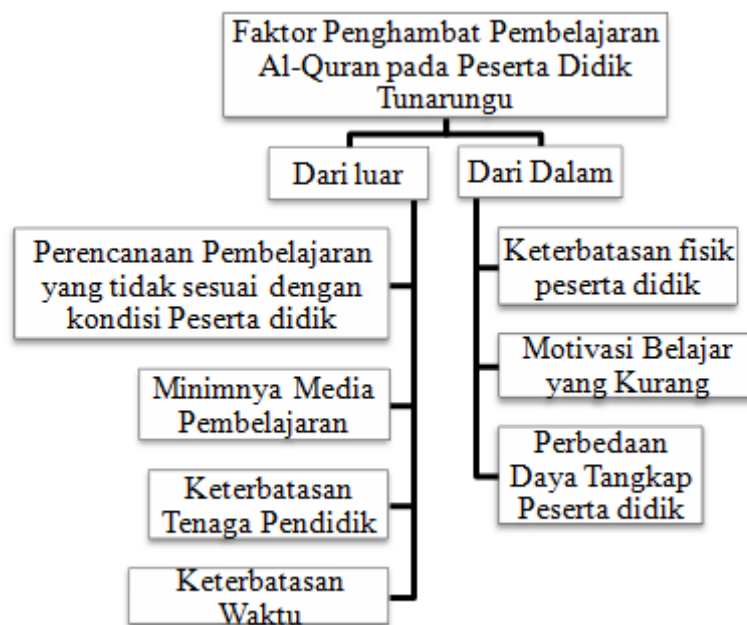 Faktor Penghambat Pembelajaran
Al-Quran pada Peserta Didik
Tunarungu
Dari luar
Perencanaan Pembelajaran
yang tidak sesuai dengan
kondisi Peserta didik
Minimnya Media
Pembelajaran
Keterbatasan
Tenaga Pendidik
Keterbatasan
Waktu
Dari Dalam
Keterbatasan fisik
peserta didik
Motivasi Belajar
yang Kurang
Perbedaan
Daya Tangkap
Peserta didik